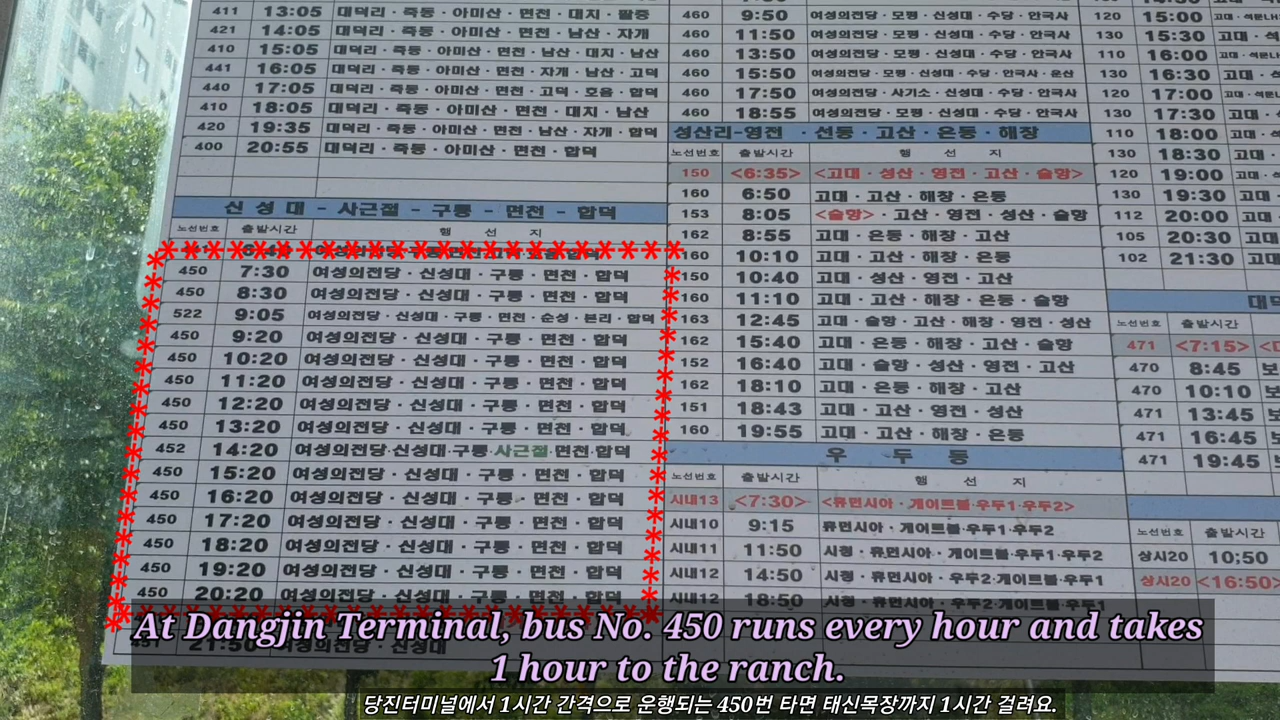 411 13:05 대덕리 · 죽동 · 아미산 · 면천 · 대지 · 팔중
421 14:05 대덕리 · 죽동 · 아미산 · 면천 · 남산 · 자개
410 15:05 대덕리 · 죽동 · 아미산 · 면천 · 남산 · 대지 · 남산
441 16:05 대덕리 · 죽동 · 아미산 · 면천 · 자개 · 남산 · 고덕
440 17:05 대덕리 · 죽동 · 아미산 · 면천 · 고덕 · 호음 · 합덕
410 18:05 대덕리 · 죽동 · 아미산 · 면천 · 대지 · 남산
420 19:35 대덕리 · 죽동 · 아미산 · 면천 · 남산 · 자개 · 합덕
400 20:55 대덕리 · 죽동 · 아미산 · 면천 · 합덕
신성대 - 사근절 - 구룡 - 면천 - 합덕
노선번호 출발시간 행 선 지
450 7:30 여성의전당 · 신성대 · 구룡 · 면천 · 합덕
450 8:30 여성의전당 · 신성대 · 구룡 · 면천 · 합덕
522 9:05 여성의전당 · 신성대 · 구룡 · 면천 · 순성 · 본리 · 합덕
450 9:20 여성의전당 · 신성대 · 구룡 · 면천 · 합덕
450 10:20 여성의전당 · 신성대 · 구룡 · 면천 · 합덕
450 11:20 여성의전당 · 신성대 · 구룡 · 면천 · 합덕
450 12:20 여성의전당 · 신성대 · 구룡 · 면천 · 합덕
450 13:20 여성의전당 · 신성대 · 구룡 · 면천 · 합덕
452 14:20 여성의전당·신성대·구룡·사근절·면천·합덕
450 15:20 여성의전당 · 신성대 · 구룡 · 면천 · 합덕
450 16:20 여성의전당 · 신성대 · 구룡 · 면천 · 합덕
450 17:20 여성의전당 · 신성대 · 구룡 · 면천 · 합덕
450 18:20 여성의전당 · 신성대 · 구룡 · 면천 · 합덕
450 19:20 여성의전당 · 신성대 · 구룡 · 면천 · 합덕
450 20:20 여성의전당 · 신성대 · 구룡 · 면천 · 합덕
451 21:50 여성의전당 · 신성대
460 9:50 여성의전당 · 모평 · 신성대 · 수당 · 안국사
460 11:50 여성의전당 · 모평 · 신성대 · 수당 · 안국사
460 13:50 여성의전당 · 모평 · 신성대 · 수당 · 안국사
460 15:50 여성의전당 · 모평 · 신성대 · 수당 · 안국사 · 운산
460 17:50 여성의전당 · 사기소 · 신성대 · 수당 · 안국사
460 18:55 여성의전당 · 모평 · 신성대 · 수당 · 안국사
성산리-영전 · 선동 · 고산 · 온동 · 해창
노선번호 출발시간 행 선 지
150 <6:35> <고대 · 성산 · 영전 · 고산 · 슬항>
160 6:50 고대 · 고산 · 해창 · 온동
153 8:05 <슬항> · 고산 · 영전 · 성산 · 슬항
162 8:55 고대 · 온동 · 해창 · 고산
160 10:10 고대 · 고산 · 해창 · 온동
150 10:40 고대 · 성산 · 영전 · 고산
160 11:10 고대 · 고산 · 해창 · 온동 · 슬항
163 12:45 고대 · 슬항 · 고산 · 해창 · 영전 · 성산
162 15:40 고대 · 온동 · 해창 · 고산 · 슬항
152 16:40 고대 · 슬항 · 성산 · 영전 · 고산
162 18:10 고대 · 온동 · 해창 · 고산
151 18:43 고대 · 고산 · 영전 · 성산
160 19:55 고대 · 고산 · 해창 · 온동
우 두 동
노선번호 출발시간 행 선 지
시내13 <7:30> <휴먼시아 · 게이트볼·우두1·우두2>
시내10 9:15 휴먼시아 · 게이트볼·우두1·우두2
시내11 11:50 시청 · 휴먼시아 · 게이트볼·우두1·우두2
시내12 14:50 시청 · 휴먼시아 · 우두2·게이트볼·우두1
시내12 18:50 시청 · 휴먼시아 · 우두2·게이트볼·우두1
120 15:00 고대 ·
130 15:30 고대 ·
110 16:00 고대 ·
130 16:30 고대 ·
120 17:00 고대 ·
130 17:30 고대 ·
110 18:00 고대 ·
130 18:30 고대 ·
120 19:00 고대 ·
130 19:30 고대 ·
112 20:00 고대 ·
105 20:30 고대
102 21:30 고대
노선번호 출발시간
471 <7:15>
470 8:45
470 10:10
471 13:45
471 16:45
471 19:45
노선번호 출발시간
상시20 10;50
상시20 <16:50>
At Dangjin Terminal, bus No. 450 runs every hour and takes
1 hour to the ranch.
당진터미널에서 1시간 간격으로 운행되는 450번 타면 태신목장까지 1시간 걸려요.